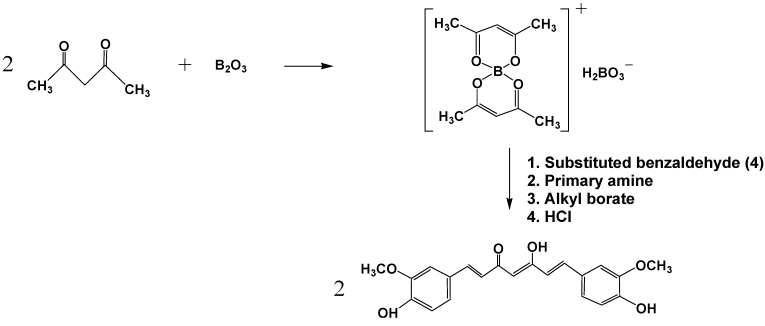 2 CH₃ O O CH₃ + B₂O₃
[H₃C CH₃ O O B O O H₃C CH₃]⁺ H₂BO₃⁻
1. Substituted benzaldehyde (4)
2. Primary amine
3. Alkyl borate
4. HCl
2 H₃CO OH O OH OCH₃ OH